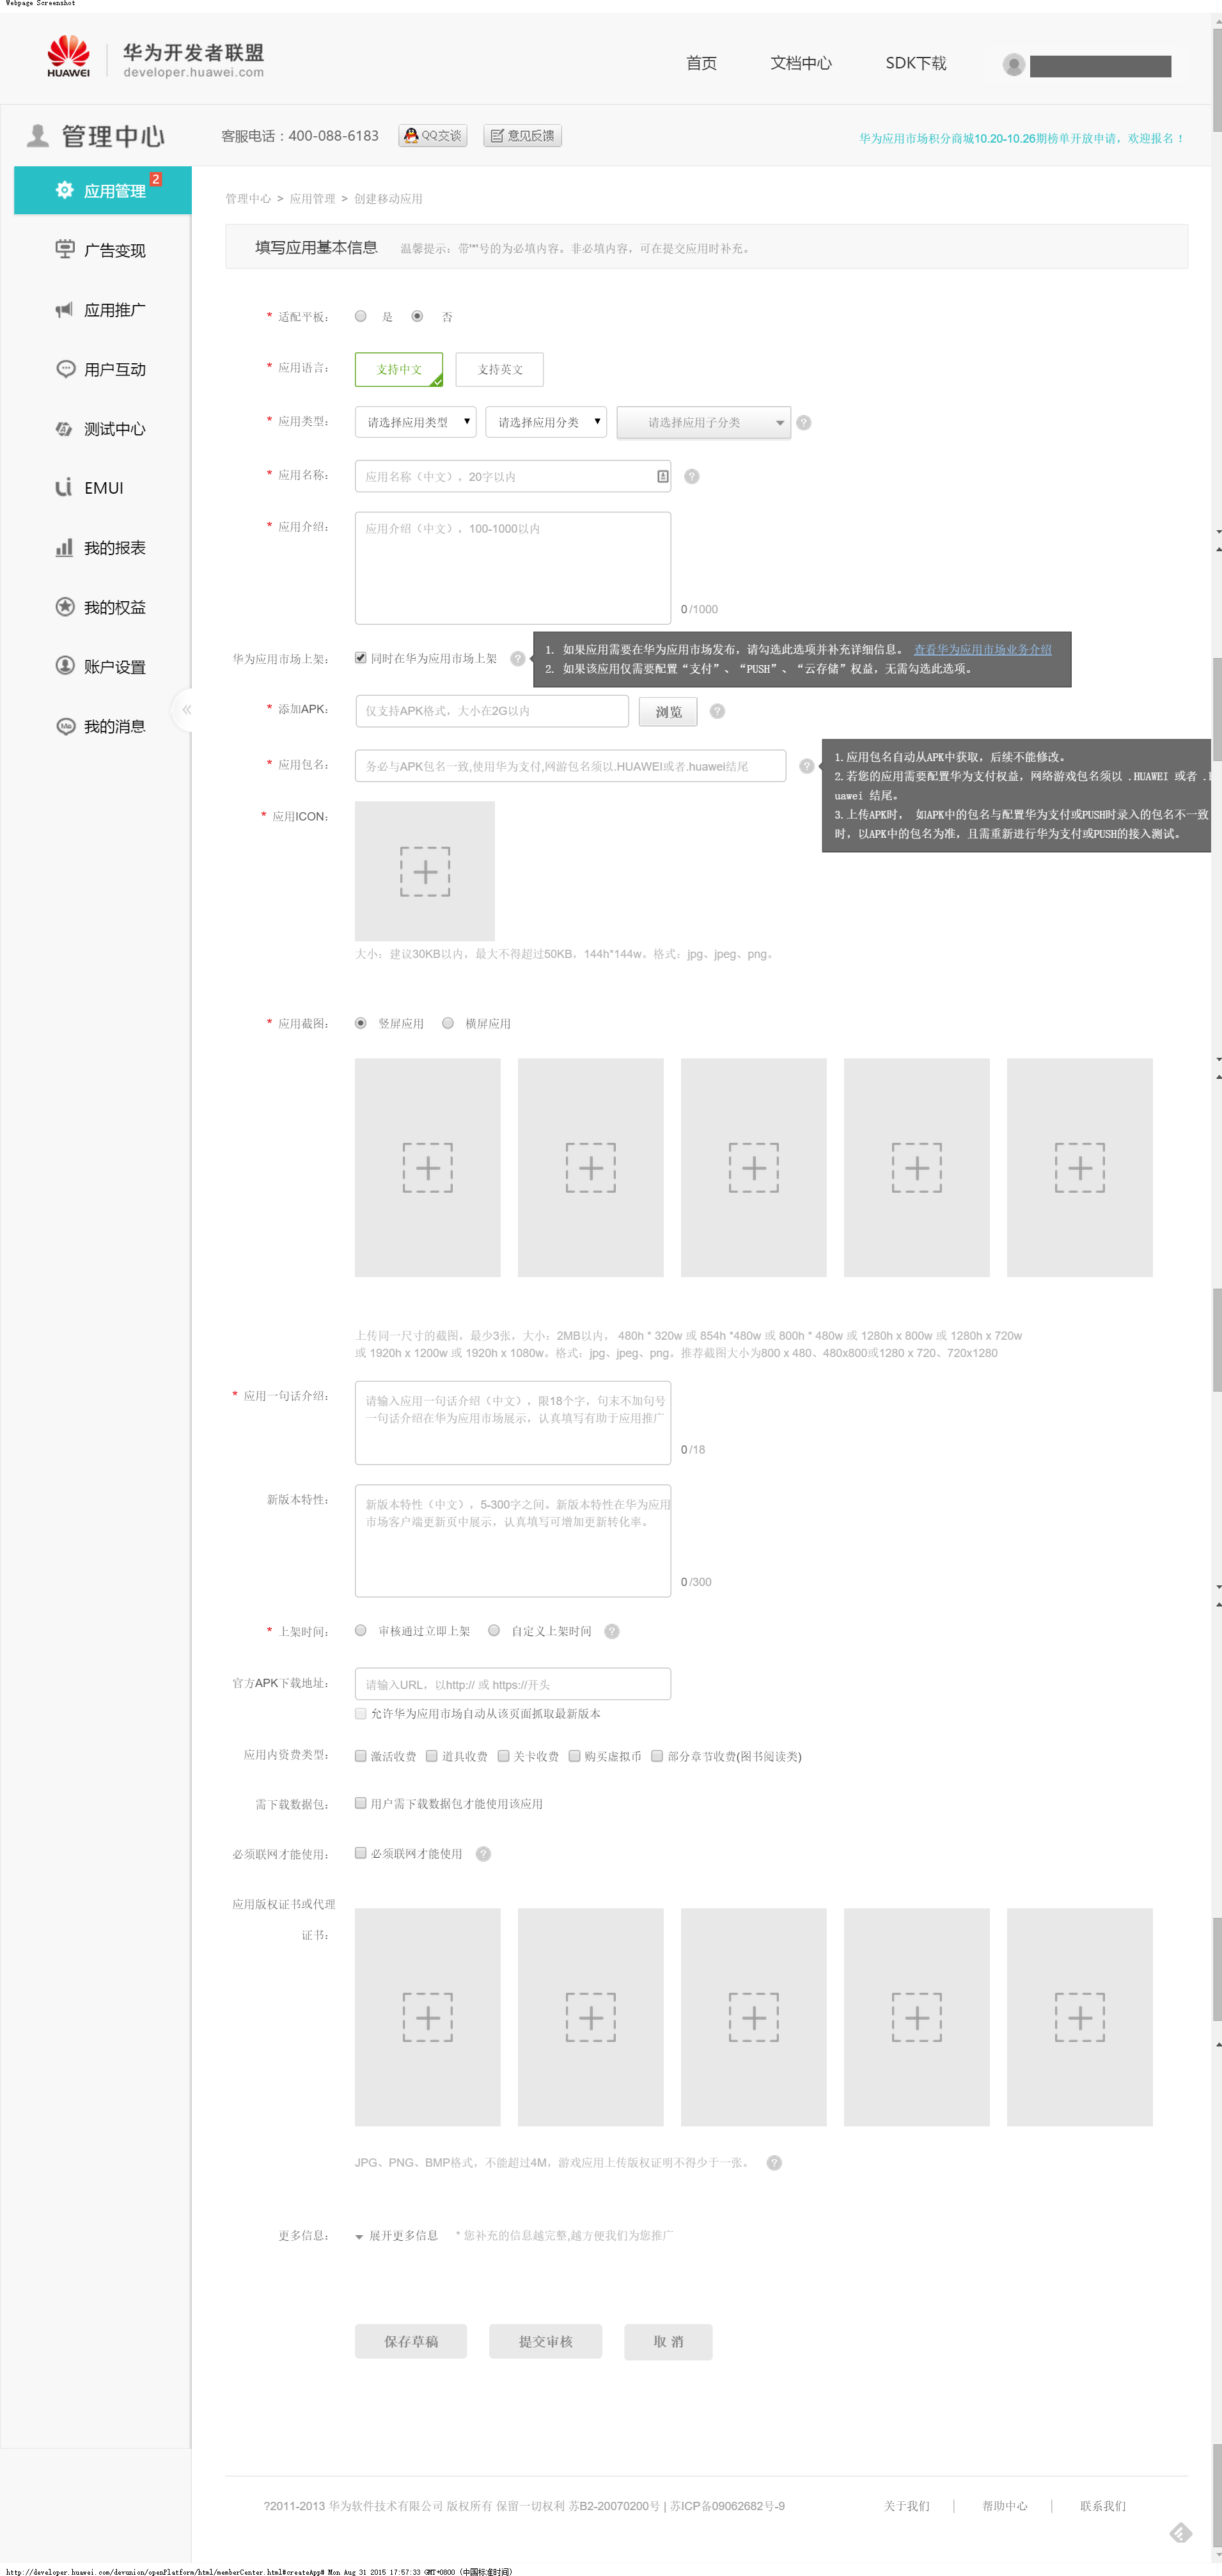 Webpage Screenshot
HUAWEI
华为开发者联盟
developer.huawei.com
首页 文档中心 SDK下载
管理中心
客服电话：400-088-6183 QQ交谈 意见反馈
华为应用市场积分商城10.20-10.26期榜单开放申请，欢迎报名！
应用管理 2
广告变现
应用推广
用户互动
测试中心
EMUI
我的报表
我的权益
账户设置
我的消息
管理中心 > 应用管理 > 创建移动应用
填写应用基本信息 温馨提示：带'*'号的为必填内容。非必填内容，可在提交应用时补充。
* 适配平板： 是 否
* 应用语言： 支持中文 支持英文
* 应用类型： 请选择应用类型 请选择应用分类 请选择应用子分类 ?
* 应用名称： 应用名称（中文），20字以内 ?
* 应用介绍： 应用介绍（中文），100-1000以内
0/1000
华为应用市场上架： 同时在华为应用市场上架 ?
1. 如果应用需要在华为应用市场发布，请勾选此选项并补充详细信息。 查看华为应用市场业务介绍
2. 如果该应用仅需要配置“支付”、“PUSH”、“云存储”权益，无需勾选此选项。
* 添加APK： 仅支持APK格式，大小在2G以内 浏览 ?
* 应用包名： 务必与APK包名一致,使用华为支付,网游包名须以.HUAWEI或者.huawei结尾 ?
1.应用包名自动从APK中获取，后续不能修改。
2.若您的应用需要配置华为支付权益，网络游戏包名须以 .HUAWEI 或者 .h
uawei 结尾。
3.上传APK时， 如APK中的包名与配置华为支付或PUSH时录入的包名不一致
时，以APK中的包名为准，且需重新进行华为支付或PUSH的接入测试。
* 应用ICON：
大小：建议30KB以内，最大不得超过50KB，144h*144w。格式：jpg、jpeg、png。
* 应用截图： 竖屏应用 横屏应用
上传同一尺寸的截图，最少3张，大小：2MB以内， 480h * 320w 或 854h *480w 或 800h * 480w 或 1280h x 800w 或 1280h x 720w
或 1920h x 1200w 或 1920h x 1080w。格式：jpg、jpeg、png。推荐截图大小为800 x 480、480x800或1280 x 720、720x1280
* 应用一句话介绍： 请输入应用一句话介绍（中文），限18个字，句末不加句号
一句话介绍在华为应用市场展示，认真填写有助于应用推广
0/18
新版本特性： 新版本特性（中文），5-300字之间。新版本特性在华为应用
市场客户端更新页中展示，认真填写可增加更新转化率。
0/300
* 上架时间： 审核通过立即上架 自定义上架时间 ?
官方APK下载地址： 请输入URL，以http:// 或 https://开头
允许华为应用市场自动从该页面抓取最新版本
应用内资费类型： 激活收费 道具收费 关卡收费 购买虚拟币 部分章节收费(图书阅读类)
需下载数据包： 用户需下载数据包才能使用该应用
必须联网才能使用： 必须联网才能使用 ?
应用版权证书或代理
证书：
JPG、PNG、BMP格式，不能超过4M，游戏应用上传版权证明不得少于一张。 ?
更多信息： 展开更多信息 * 您补充的信息越完整,越方便我们为您推广
保存草稿 提交审核 取 消
?2011-2013 华为软件技术有限公司 版权所有 保留一切权利 苏B2-20070200号 | 苏ICP备09062682号-9
关于我们 | 帮助中心 | 联系我们
http://developer.huawei.com/devunion/openPlatform/html/memberCenter.html#createApp# Mon Aug 31 2015 17:57:33 GMT+0800 (中国标准时间)